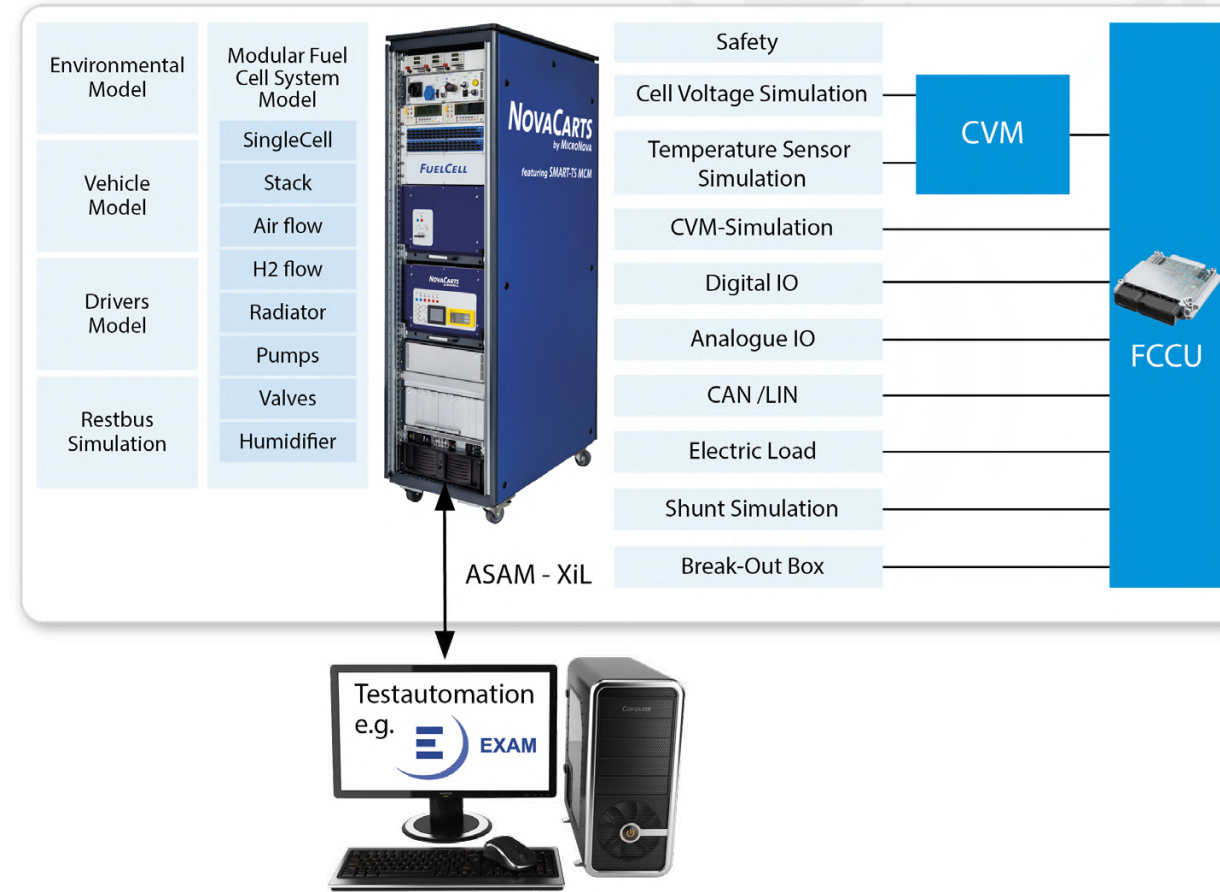 Environmental
Model
Vehicle
Model
Drivers
Model
Restbus
Simulation
Modular Fuel
Cell System
Model
SingleCell
Stack
Air flow
H2 flow
Radiator
Pumps
Valves
Humidifier
NOVACARTS
by MICRONOVA
featuring SMART-TS MCM
FUELCELL
NOVACARTS
Safety
Cell Voltage Simulation
Temperature Sensor
Simulation
CVM-Simulation
Digital IO
Analogue IO
CAN /LIN
Electric Load
Shunt Simulation
Break-Out Box
CVM
FCCU
ASAM - XiL
Testautomation
e.g.
EXAM
Computer